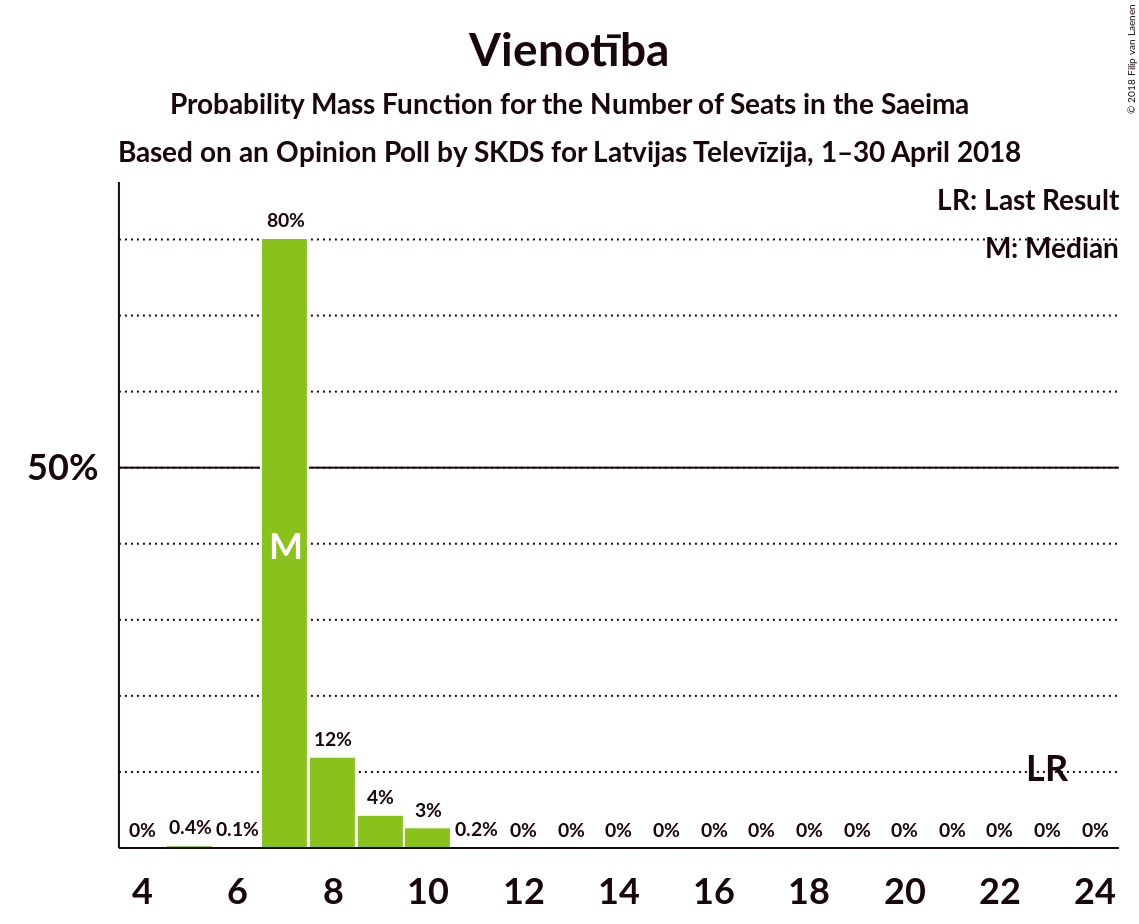 Vienotība
Probability Mass Function for the Number of Seats in the Saeima
Based on an Opinion Poll by SKDS for Latvijas Televīzija, 1–30 April 2018
© 2018 Filip van Laenen
LR: Last Result
M: Median
50%
80%
M
12%
4%
3%
0% 0.4% 0.1% 0.2% 0% 0% 0% 0% 0% 0% 0% 0% 0% 0% 0% 0% 0%
LR
4 6 8 10 12 14 16 18 20 22 24